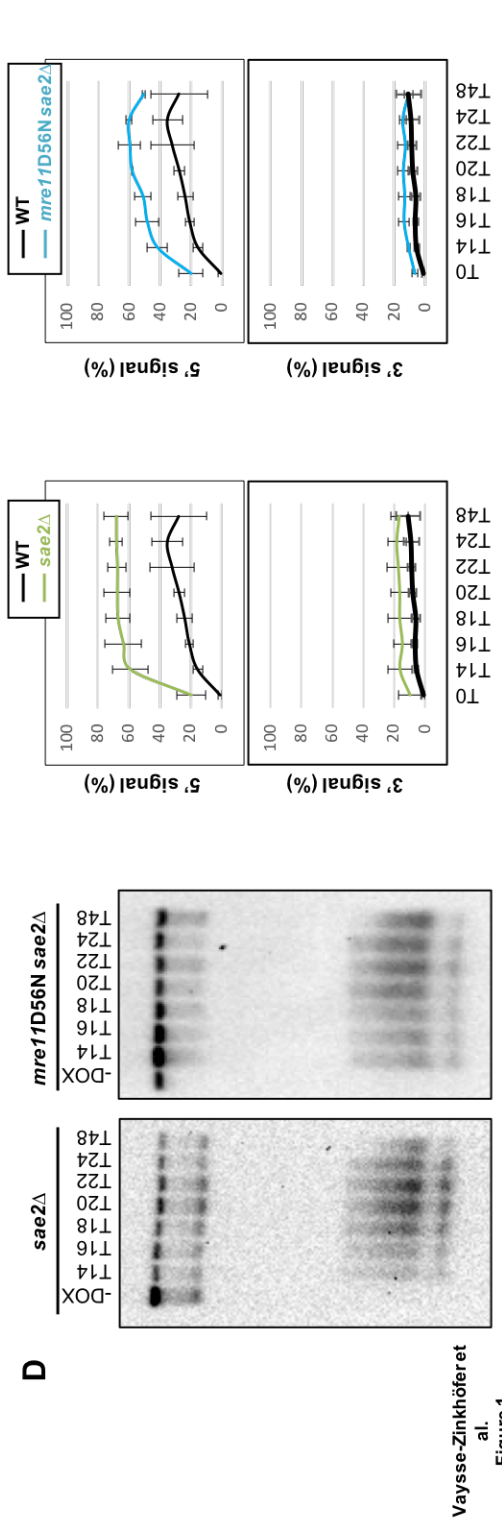 D
sae2Δ
-DOX T14 T16 T18 T20 T22 T24 T48
mre11D56N sae2Δ
-DOX T14 T16 T18 T20 T22 T24 T48
WT
sae2Δ
5' signal (%)
100
80
60
40
20
0
3' signal (%)
100
80
60
40
20
0
T0 T14 T16 T18 T20 T22 T24 T48
WT
mre11D56N sae2Δ
5' signal (%)
100
80
60
40
20
0
3' signal (%)
100
80
60
40
20
0
T0 T14 T16 T18 T20 T22 T24 T48
Vaysse-Zinkhöfer et
al.
Figure 1